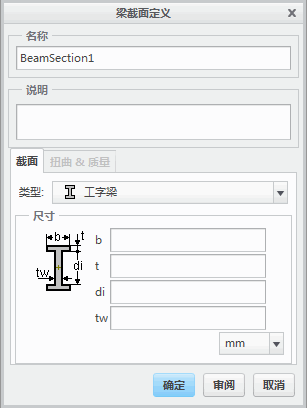 梁截面定义
名称
BeamSection1
说明
截面
扭曲 & 质量
类型:
工字梁
尺寸
b
t
di
tw
b
t
di
tw
mm
确定
审阅
取消